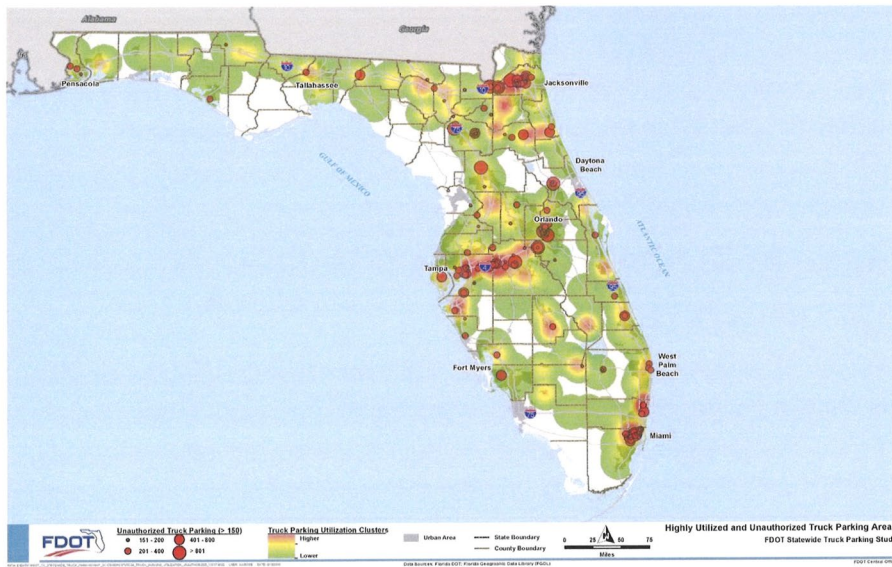 Alabama
Georgia
Pensacola
Tallahassee
Jacksonville
GULF OF MEXICO
Daytona
Beach
Orlando
ATLANTIC OCEAN
Tampa
4
Fort Myers
West
Palm
Beach
75
Miami
FDOT
Unauthorized Truck Parking (> 150)
151 - 200
401 - 800
201 - 400
> 801
Truck Parking Utilization Clusters
Higher
Lower
Urban Area
State Boundary
County Boundary
N
0 25 50 75
Miles
Highly Utilized and Unauthorized Truck Parking Area
FDOT Statewide Truck Parking Stud
Data Sources: Florida DOT, Florida Geographic Data Library (FGDL)